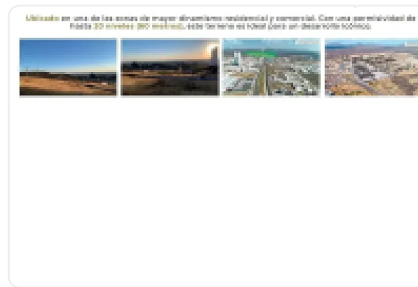 Ubicado en una de las zonas de mayor dinamismo residencial y comercial. Con una permisividad de
hasta 20 niveles (80 metros), este terreno es ideal para un desarrollo icónico.